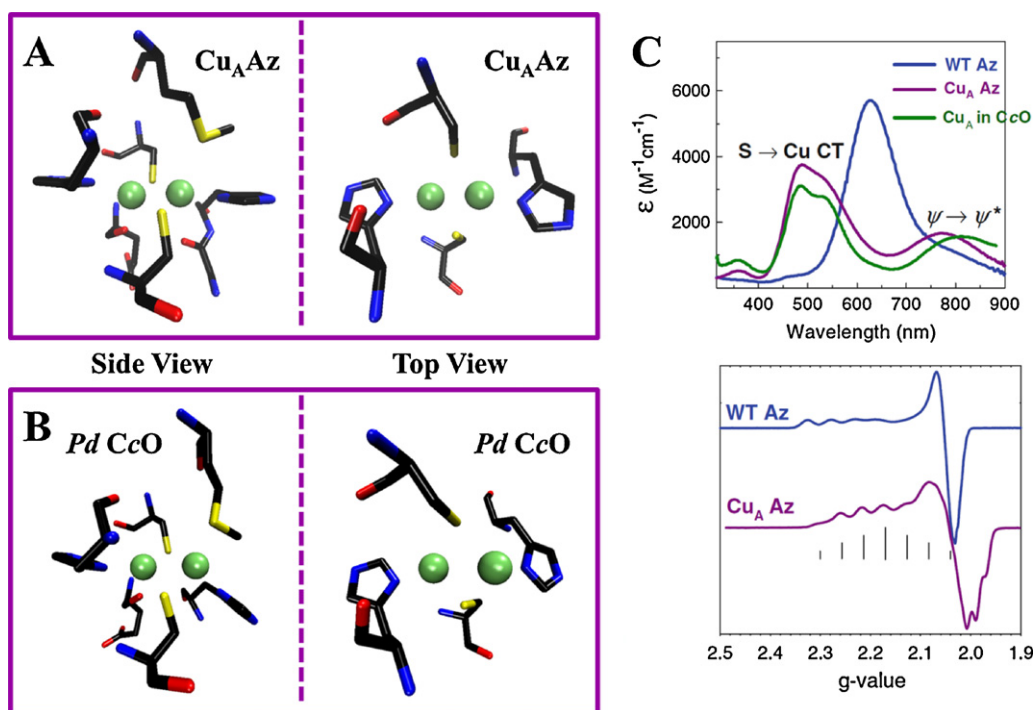 A
CuAAz
CuAAz
Side View
Top View
B
Pd CcO
Pd CcO
C
WT Az
CuA Az
CuA in CcO
S → Cu CT
ψ → ψ*
ε (M⁻¹cm⁻¹)
6000
4000
2000
400 500 600 700 800 900
Wavelength (nm)
WT Az
CuA Az
2.5 2.4 2.3 2.2 2.1 2.0 1.9
g-value